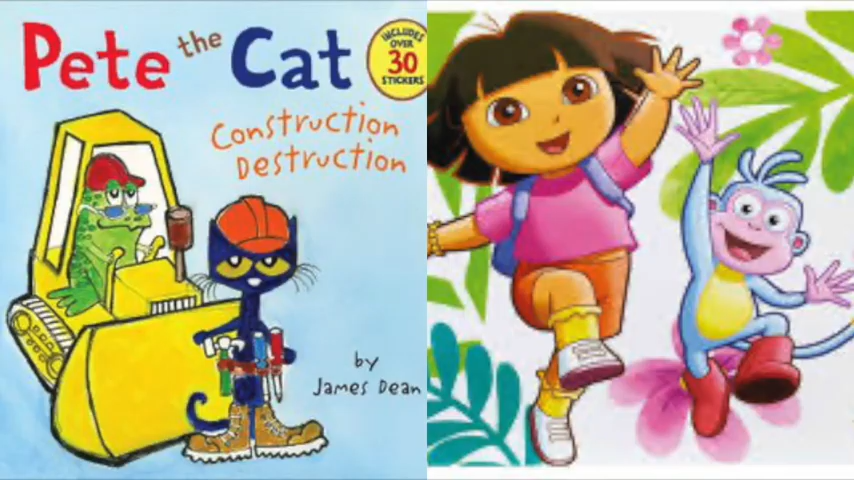 Pete the Cat
INCLUDES
OVER
30
STICKERS
Construction
Destruction
by
James Dean